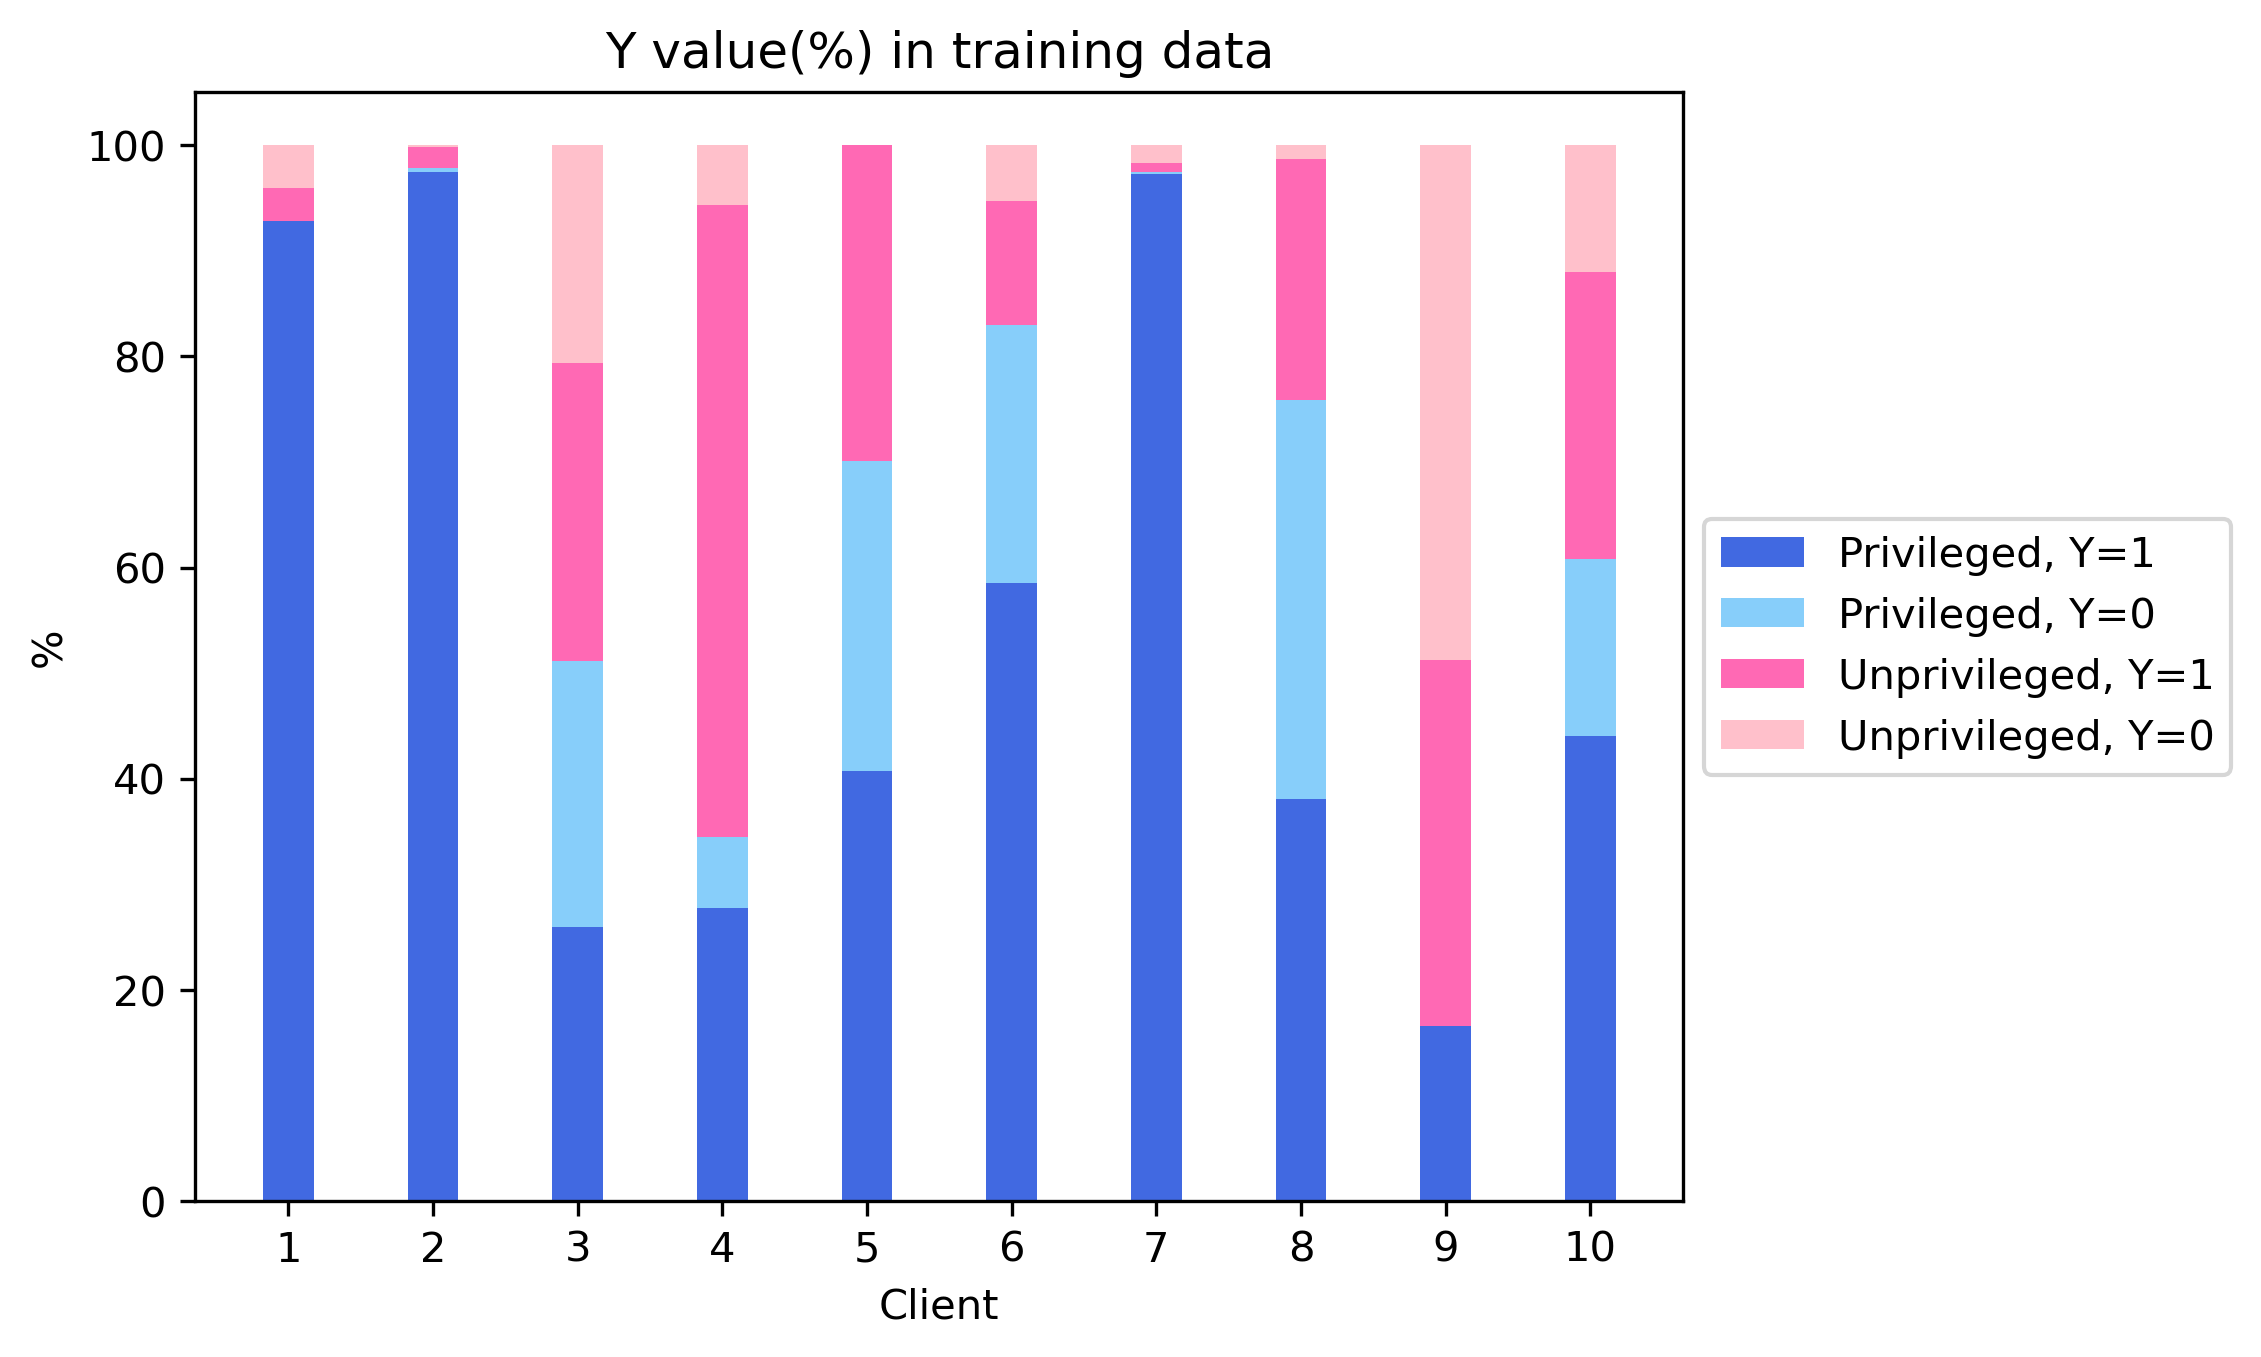 Y value(%) in training data
100
80
60
40
20
0
%
1 2 3 4 5 6 7 8 9 10
Client
Privileged, Y=1
Privileged, Y=0
Unprivileged, Y=1
Unprivileged, Y=0